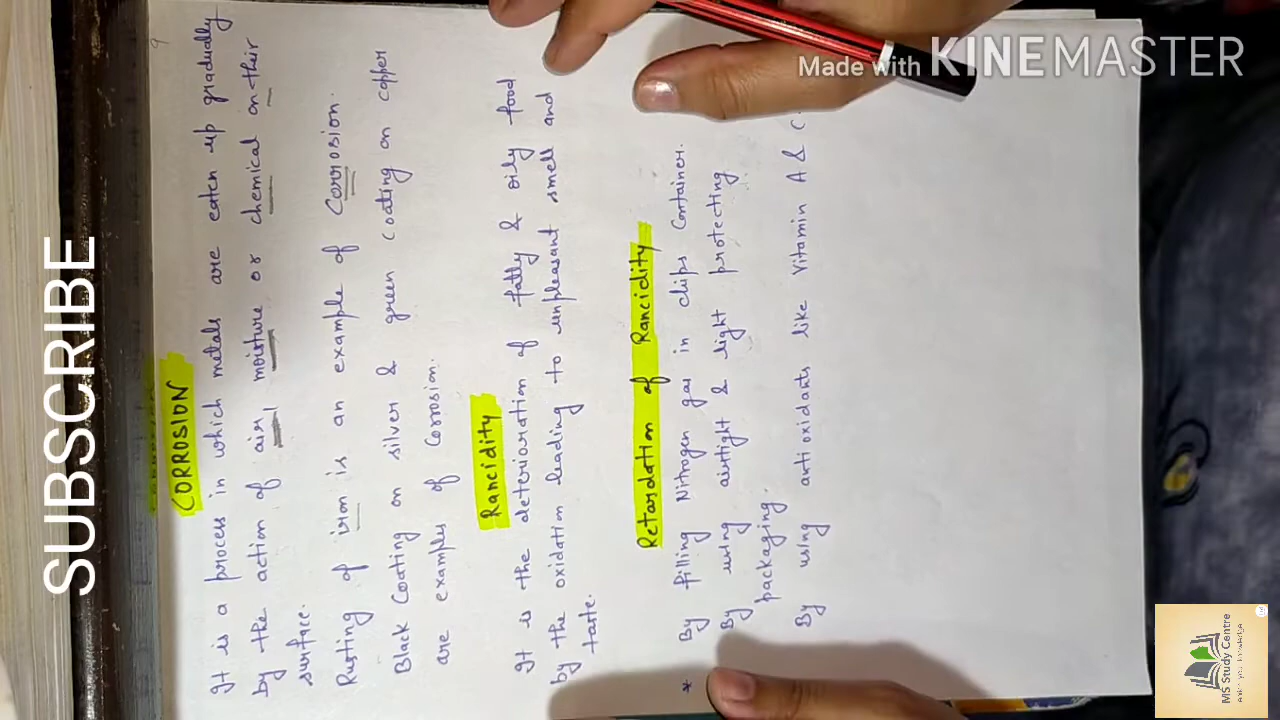 CORROSION
It is a process in which metals are eaten up gradually
by the action of air, moisture or chemical on their
surface.
Rusting of iron is an example of Corrosion.
Black Coating on silver & green coating on copper
are examples of Corrosion.
Rancidity
It is the deterioration of fatty & oily food
by the oxidation leading to unpleasant smell and
taste.
Retardation of Rancidity
* By filling Nitrogen gas in chips Container.
By using airtight & light protecting
packaging.
By using antioxidants like Vitamin A & C.
SUBSCRIBE
Made with KINEMASTER
MS Study Centre